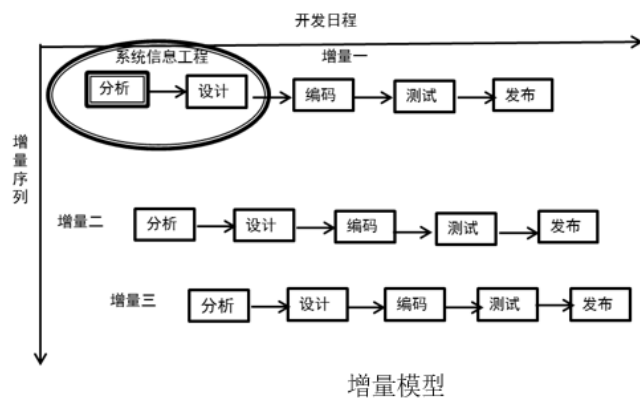 开发日程
系统信息工程 增量一
分析 设计 编码 测试 发布
增量序列
增量二 分析 设计 编码 测试 发布
增量三 分析 设计 编码 测试 发布
增量模型